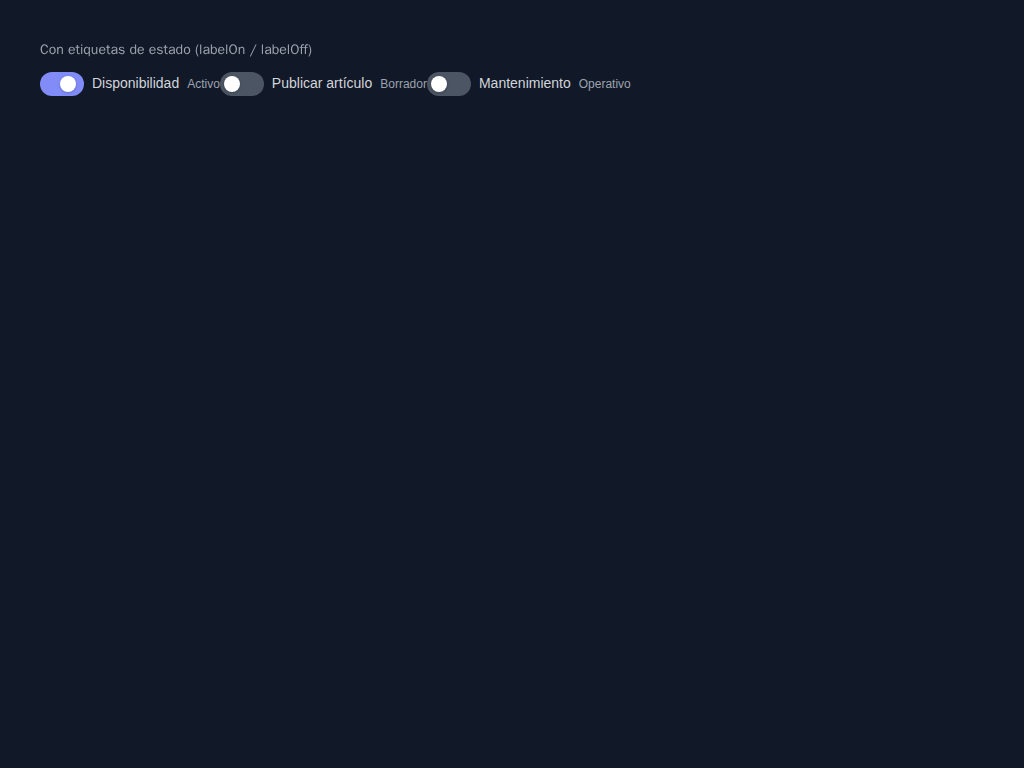 Con etiquetas de estado (labelOn / labelOff)
Disponibilidad Activo Publicar artículo Borrador Mantenimiento Operativo